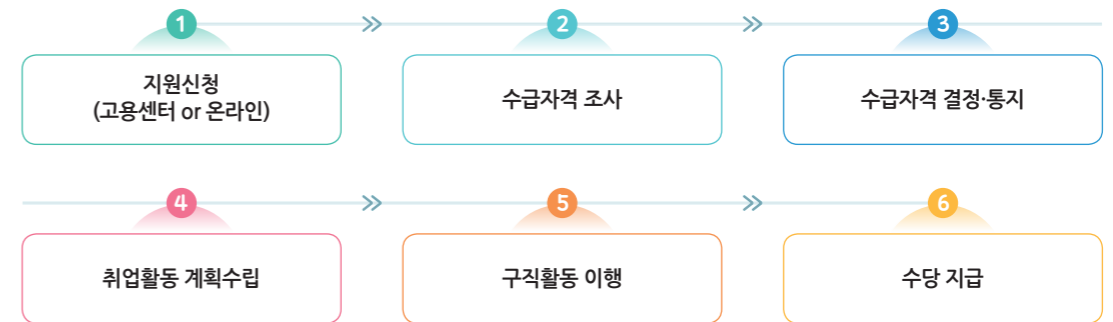 1
지원신청
(고용센터 or 온라인)
2
수급자격 조사
3
수급자격 결정·통지
4
취업활동 계획수립
5
구직활동 이행
6
수당 지급